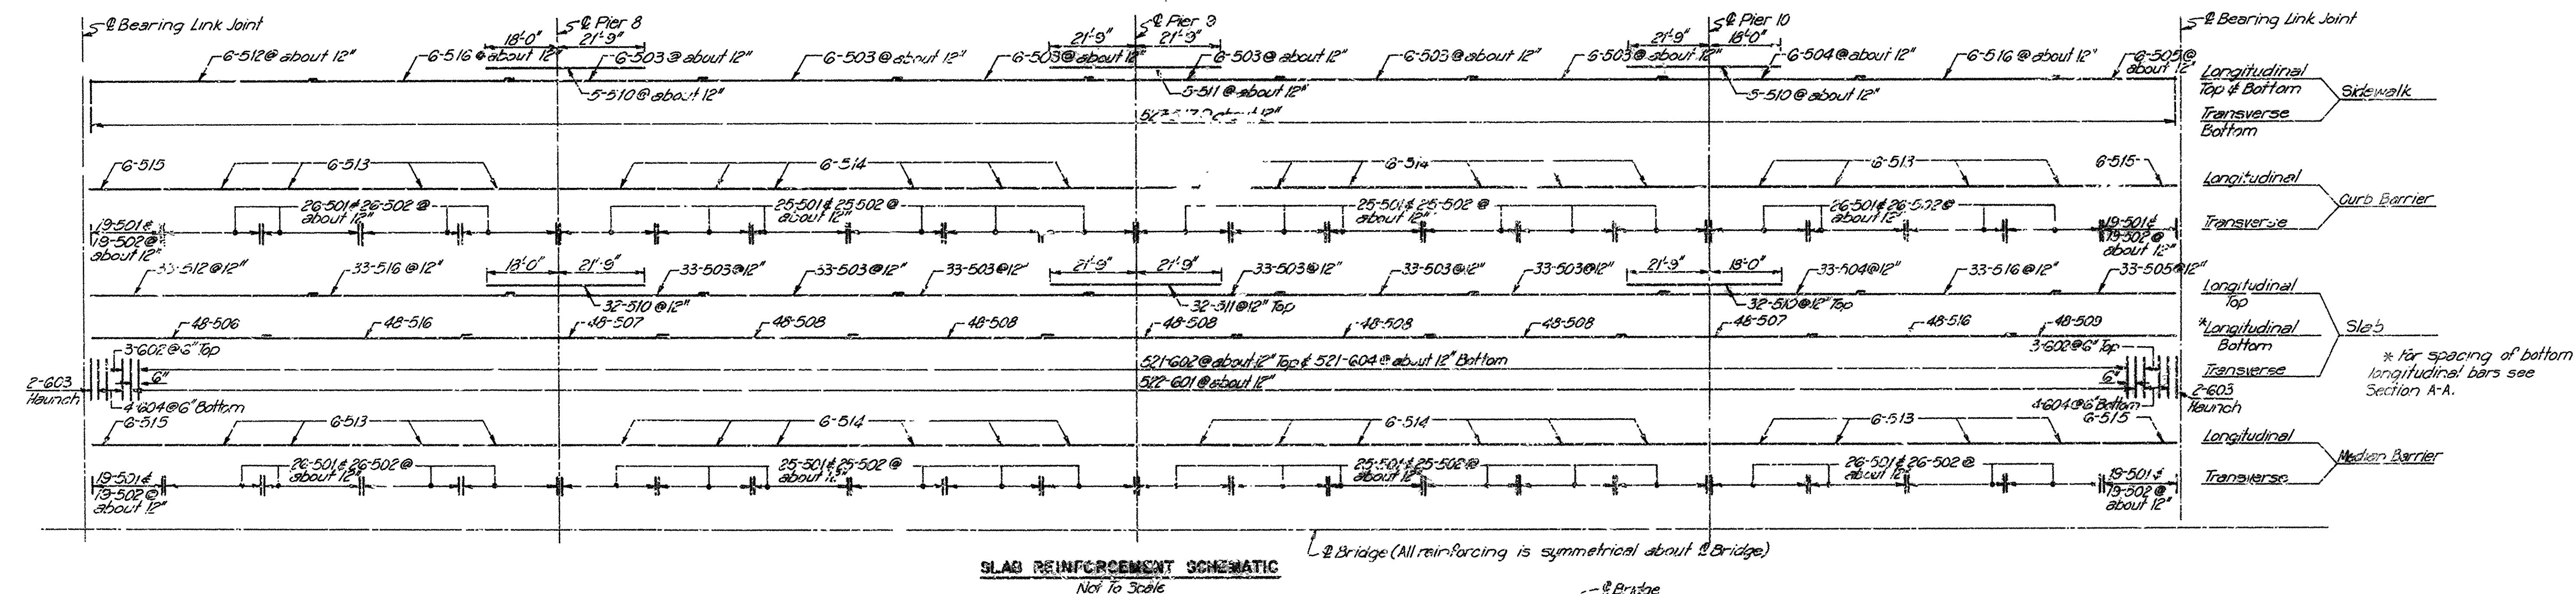 ℄ Bearing Link Joint
℄ Pier 8
℄ Pier 9
℄ Pier 10
℄ Bearing Link Joint
18'-0" 21'-9" 21'-9" 21'-9" 21'-9" 18'-0"
6-512@ about 12" 6-516@ about 12" 6-503@ about 12" 6-503@ about 12" 6-503@ about 12" 6-503@ about 12" 6-503@ about 12" 6-503@ about 12" 6-504@ about 12" 6-516@ about 12" 6-505@ about 12"
5-510@ about 12" 5-511@ about 12" 5-510@ about 12"
Longitudinal
Top & Bottom
Sidewalk
about 12"
Transverse
Bottom
6-515 6-513 6-514 6-514 6-513 6-515
Longitudinal
Curb Barrier
26-501 & 26-502@ about 12" 25-501 & 25-502@ about 12" 25-501 & 25-502@ about 12" 26-501 & 26-502@ about 12"
19-501 &
19-502@
about 12"
19-501 &
19-502@
about 12"
Transverse
18'-0" 21'-9" 21'-9" 21'-9" 21'-9" 18'-0"
33-512@12" 33-516@12" 33-503@12" 33-503@12" 33-503@12" 33-503@12" 33-503@12" 33-503@12" 33-504@12" 33-516@12" 33-505@12"
32-510@12" 32-511@12" Top 32-510@12" Top
Longitudinal
Top
48-506 48-516 48-507 48-508 48-508 48-508 48-508 48-508 48-507 48-516 48-509
*Longitudinal
Bottom
Slab
3-602@6" Top
521-602@ about 12" Top & 521-604@ about 12" Bottom
3-602@6" Top
6"
522-601@ about 12"
6"
Transverse
* For spacing of bottom
longitudinal bars see
Section A-A.
2-603
Haunch
4-604@6" Bottom
4-604@6" Bottom
2-603
Haunch
6-515 6-513 6-514 6-514 6-513 6-515
Longitudinal
Median Barrier
26-501 & 26-502@ about 12" 25-501 & 25-502@ about 12" 25-501 & 25-502@ about 12" 26-501 & 26-502@ about 12"
19-501 &
19-502@
about 12"
19-501 &
19-502@
about 12"
Transverse
℄ Bridge (All reinforcing is symmetrical about ℄ Bridge)
SLAB REINFORCEMENT SCHEMATIC
Not To Scale
℄ Bridge